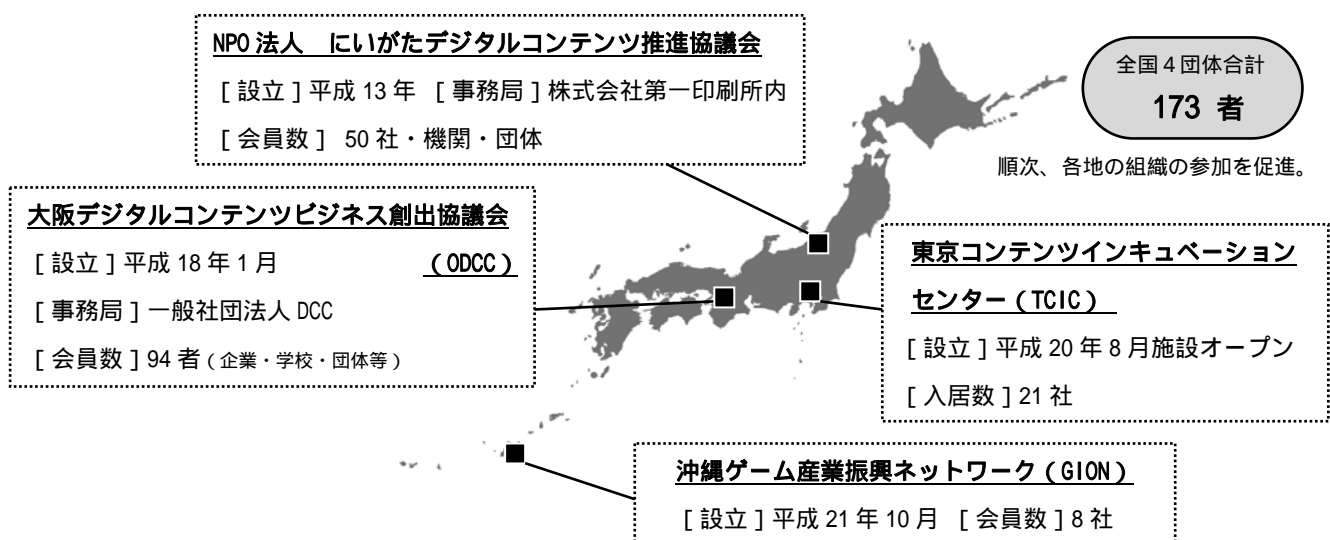 NPO 法人　にいがたデジタルコンテンツ推進協議会
[ 設立 ] 平成 13 年　[ 事務局 ] 株式会社第一印刷所内
[ 会員数 ]　50 社・機関・団体
全国４団体合計
173 者
順次、各地の組織の参加を促進。
大阪デジタルコンテンツビジネス創出協議会
[ 設立 ] 平成 18 年 1 月　（ODCC）
[ 事務局 ] 一般社団法人 DCC
[ 会員数 ] 94 者（企業・学校・団体等）
東京コンテンツインキュベーション
センター（TCIC）
[ 設立 ] 平成 20 年 8 月施設オープン
[ 入居数 ] 21 社
沖縄ゲーム産業振興ネットワーク（GION）
[ 設立 ] 平成 21 年 10 月　[ 会員数 ] 8 社